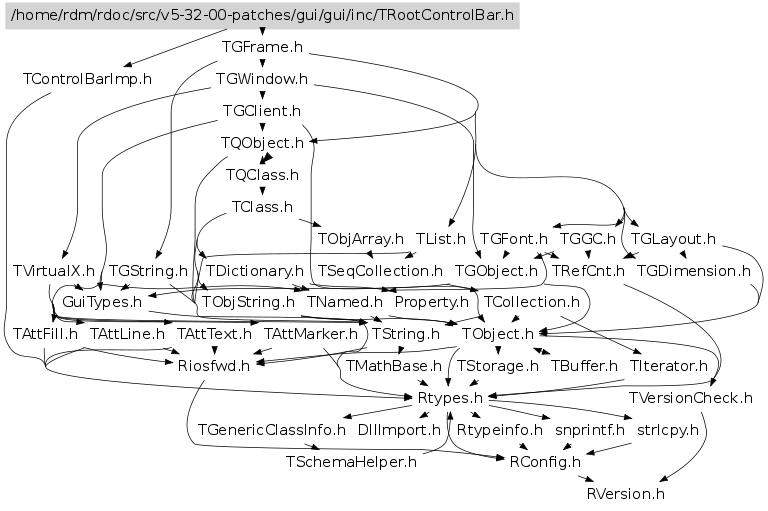 /home/rdm/rdoc/src/v5-32-00-patches/gui/gui/inc/TRootControlBar.h
TGFrame.h
TControlBarImp.h TGWindow.h
TGClient.h
TQObject.h
TQClass.h
TClass.h
TObjArray.h TList.h TGFont.h TGGC.h TGLayout.h
TVirtualX.h TGString.h TDictionary.h TSeqCollection.h TGObject.h TRefCnt.h TGDimension.h
GuiTypes.h TObjString.h TNamed.h Property.h TCollection.h
TAttFill.h TAttLine.h TAttText.h TAttMarker.h TString.h TObject.h
Riosfwd.h TMathBase.h TStorage.h TBuffer.h TIterator.h
Rtypes.h TVersionCheck.h
TGenericClassInfo.h DllImport.h Rtypeinfo.h snprintf.h strlcpy.h
TSchemaHelper.h RConfig.h
RVersion.h